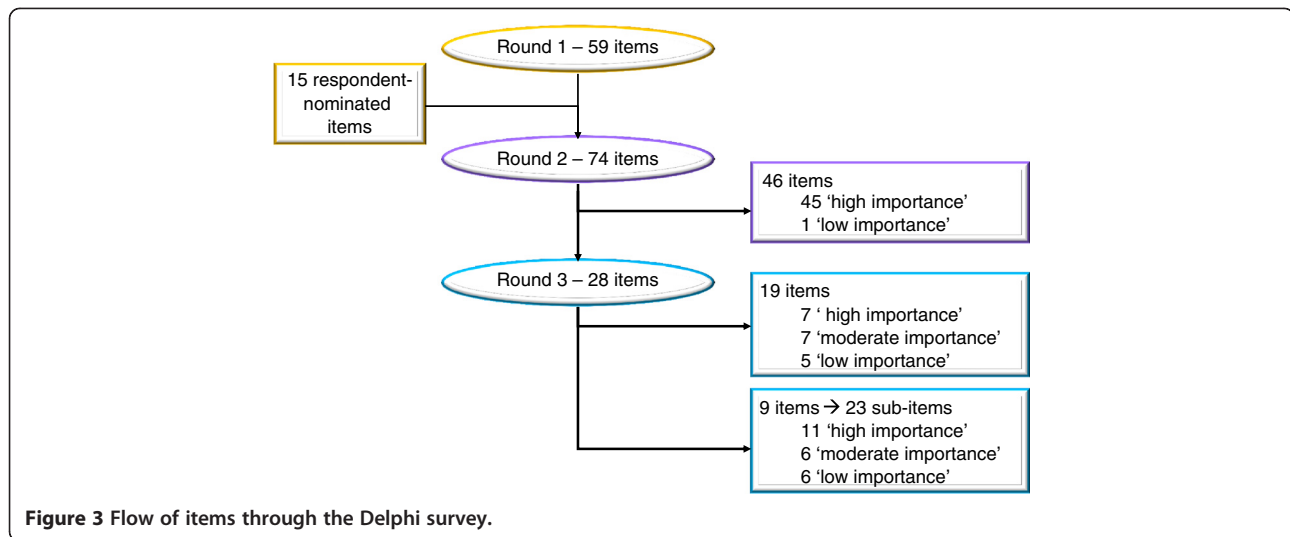 Round 1 – 59 items
15 respondent-
nominated
items
Round 2 – 74 items
46 items
45 ‘high importance’
1 ‘low importance’
Round 3 – 28 items
19 items
7 ‘ high importance’
7 ‘moderate importance’
5 ‘low importance’
9 items → 23 sub-items
11 ‘high importance’
6 ‘moderate importance’
6 ‘low importance’
Figure 3 Flow of items through the Delphi survey.